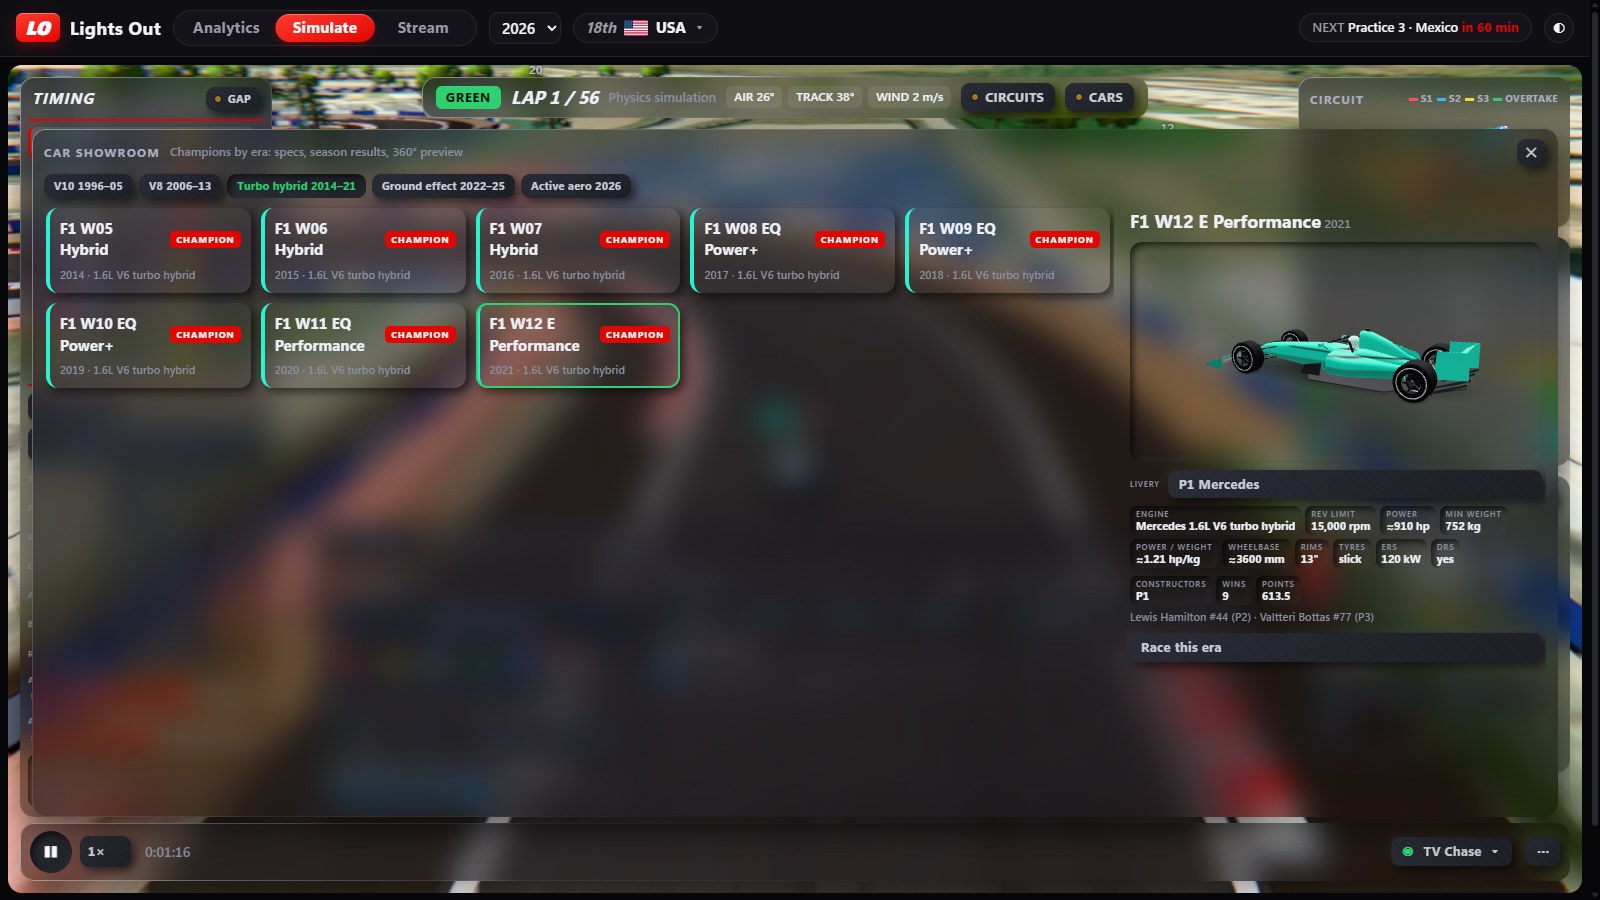 LO Lights Out Analytics Simulate Stream 2026 18th USA NEXT Practice 3 · Mexico in 60 min
20
TIMING GAP
GREEN LAP 1 / 56 Physics simulation AIR 26° TRACK 38° WIND 2 m/s CIRCUITS CARS
CIRCUIT S1 S2 S3 OVERTAKE
12
CAR SHOWROOM Champions by era: specs, season results, 360° preview
V10 1996–05 V8 2006–13 Turbo hybrid 2014–21 Ground effect 2022–25 Active aero 2026
F1 W05 Hybrid CHAMPION
2014 · 1.6L V6 turbo hybrid
F1 W06 Hybrid CHAMPION
2015 · 1.6L V6 turbo hybrid
F1 W07 Hybrid CHAMPION
2016 · 1.6L V6 turbo hybrid
F1 W08 EQ Power+ CHAMPION
2017 · 1.6L V6 turbo hybrid
F1 W09 EQ Power+ CHAMPION
2018 · 1.6L V6 turbo hybrid
F1 W10 EQ Power+ CHAMPION
2019 · 1.6L V6 turbo hybrid
F1 W11 EQ Performance CHAMPION
2020 · 1.6L V6 turbo hybrid
F1 W12 E Performance CHAMPION
2021 · 1.6L V6 turbo hybrid
F1 W12 E Performance 2021
LIVERY P1 Mercedes
ENGINE REV LIMIT POWER MIN WEIGHT
Mercedes 1.6L V6 turbo hybrid 15,000 rpm ≈910 hp 752 kg
POWER / WEIGHT WHEELBASE RIMS TYRES ERS DRS
≈1.21 hp/kg ≈3600 mm 13" slick 120 kW yes
CONSTRUCTORS WINS POINTS
P1 9 613.5
Lewis Hamilton #44 (P2) · Valtteri Bottas #77 (P3)
Race this era
1× 0:01:16 TV Chase